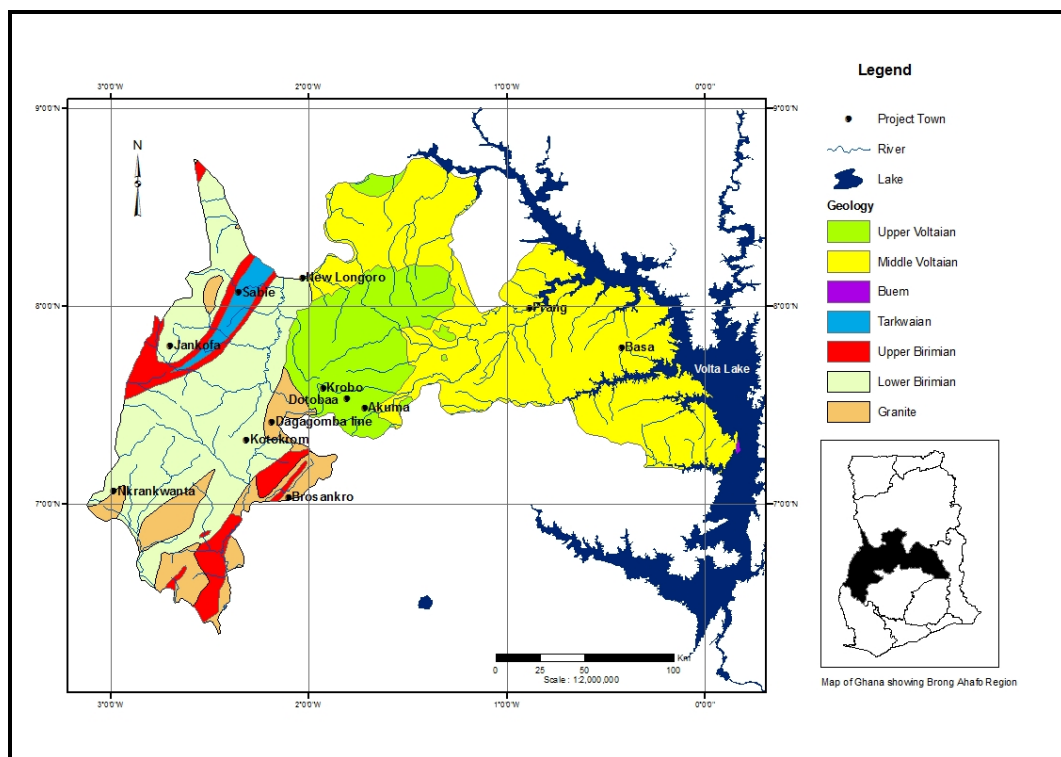 Legend
Project Town
River
Lake
Geology
Upper Voltaian
Middle Voltaian
Buem
Tarkwaian
Upper Birimian
Lower Birimian
Granite
3°0'0"W 2°0'0"W 1°0'0"W 0°0'0"
9°0'0"N 9°0'0"N
N
New Longoro
Sabie
8°0'0"N 8°0'0"N
Prang
Jankofa
Basa
Volta Lake
Krobo
Dotobaa
Akuma
Dagagomba line
Kotokrom
Nkrankwanta
Brosankro
7°0'0"N 7°0'0"N
Km
0 25 50 100
Scale : 1:2,000,000
3°0'0"W 2°0'0"W 1°0'0"W 0°0'0"
Map of Ghana showing Brong Ahafo Region